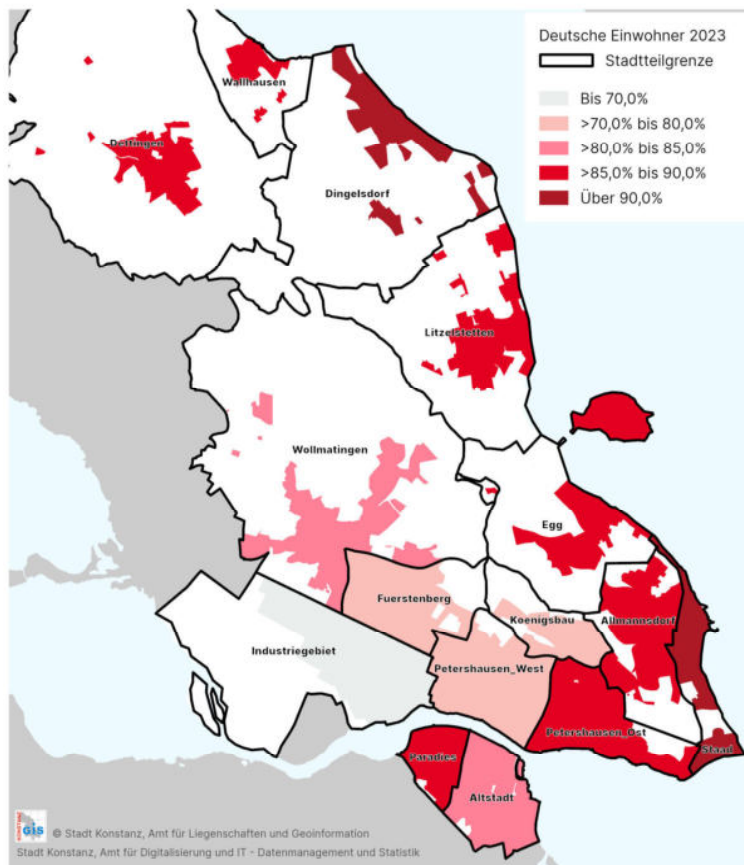 Deutsche Einwohner 2023
Stadtteilgrenze
Bis 70,0%
>70,0% bis 80,0%
>80,0% bis 85,0%
>85,0% bis 90,0%
Über 90,0%
Wallhausen
Dettingen
Dingelsdorf
Litzelstetten
Wollmatingen
Egg
Fuerstenberg
Koenigsbau
Allmannsdorf
Industriegebiet
Petershausen_West
Petershausen_Ost
Staad
Paradies
Altstadt
KONSTANZ
GIS
© Stadt Konstanz, Amt für Liegenschaften und Geoinformation
Stadt Konstanz, Amt für Digitalisierung und IT - Datenmanagement und Statistik